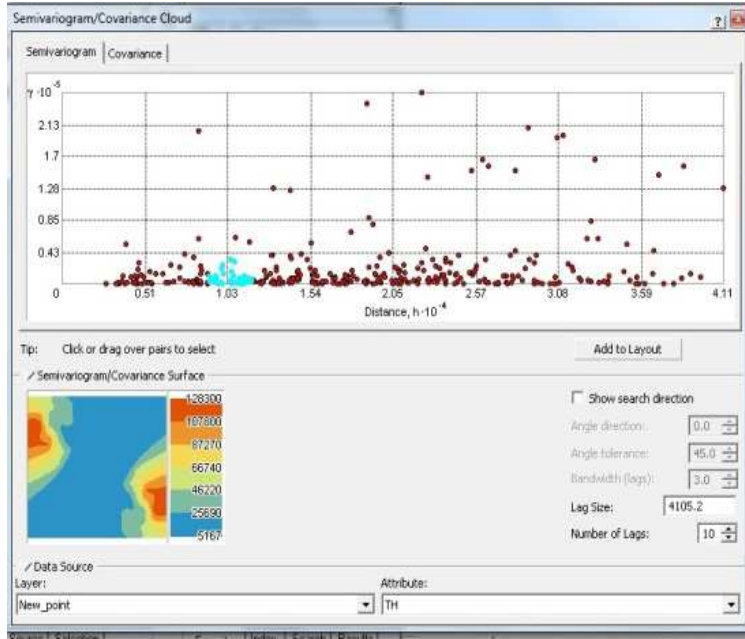 Semivariogram/Covariance Cloud
?
Semivariogram Covariance
γ·10 -5
2.13
1.7
1.28
0.85
0.43
0 0.51 1.03 1.54 2.05 2.57 3.08 3.59 4.11
Distance, h·10 -4
Tip: Click or drag over pairs to select
Add to Layout
Semivariogram/Covariance Surface
128300
107800
87270
66740
46220
25690
5167
Show search direction
Angle direction: 0.0
Angle tolerance: 45.0
Bandwidth (lags): 3.0
Lag Size: 4105.2
Number of Lags: 10
Data Source
Layer: Attribute:
New_point TH